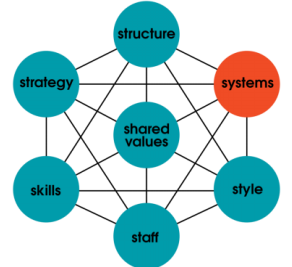 structure
strategy
systems
shared
values
skills
style
staff